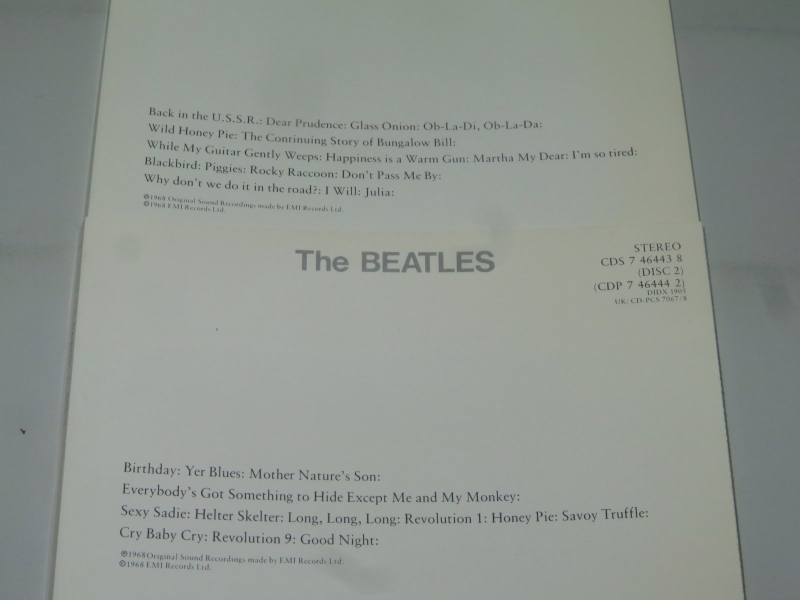 Back in the U.S.S.R.: Dear Prudence: Glass Onion: Ob-La-Di, Ob-La-Da:
Wild Honey Pie: The Continuing Story of Bungalow Bill:
While My Guitar Gently Weeps: Happiness is a Warm Gun: Martha My Dear: I'm so tired:
Blackbird: Piggies: Rocky Raccoon: Don't Pass Me By:
Why don't we do it in the road?: I Will: Julia:
℗1968 Original Sound Recordings made by EMI Records Ltd.
©1968 EMI Records Ltd.
The BEATLES
STEREO
CDS 7 46443 8
(DISC 2)
(CDP 7 46444 2)
DIDX 1905
UK: CD-PCS 7067/8
Birthday: Yer Blues: Mother Nature's Son:
Everybody's Got Something to Hide Except Me and My Monkey:
Sexy Sadie: Helter Skelter: Long, Long, Long: Revolution 1: Honey Pie: Savoy Truffle:
Cry Baby Cry: Revolution 9: Good Night:
℗1968 Original Sound Recordings made by EMI Records Ltd.
©1968 EMI Records Ltd.